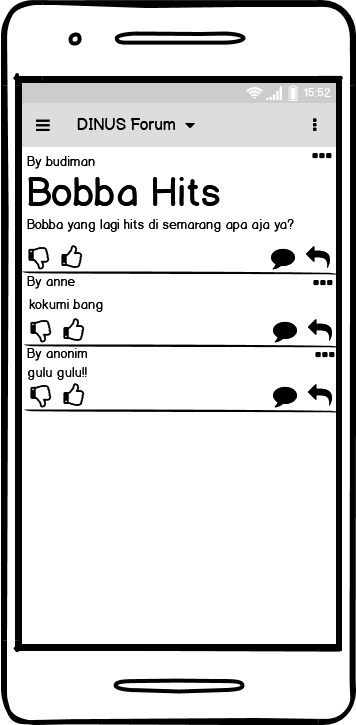 15:52
DINUS Forum
By budiman
Bobba Hits
Bobba yang lagi hits di semarang apa aja ya?
By anne
kokumi bang
By anonim
gulu gulu!!